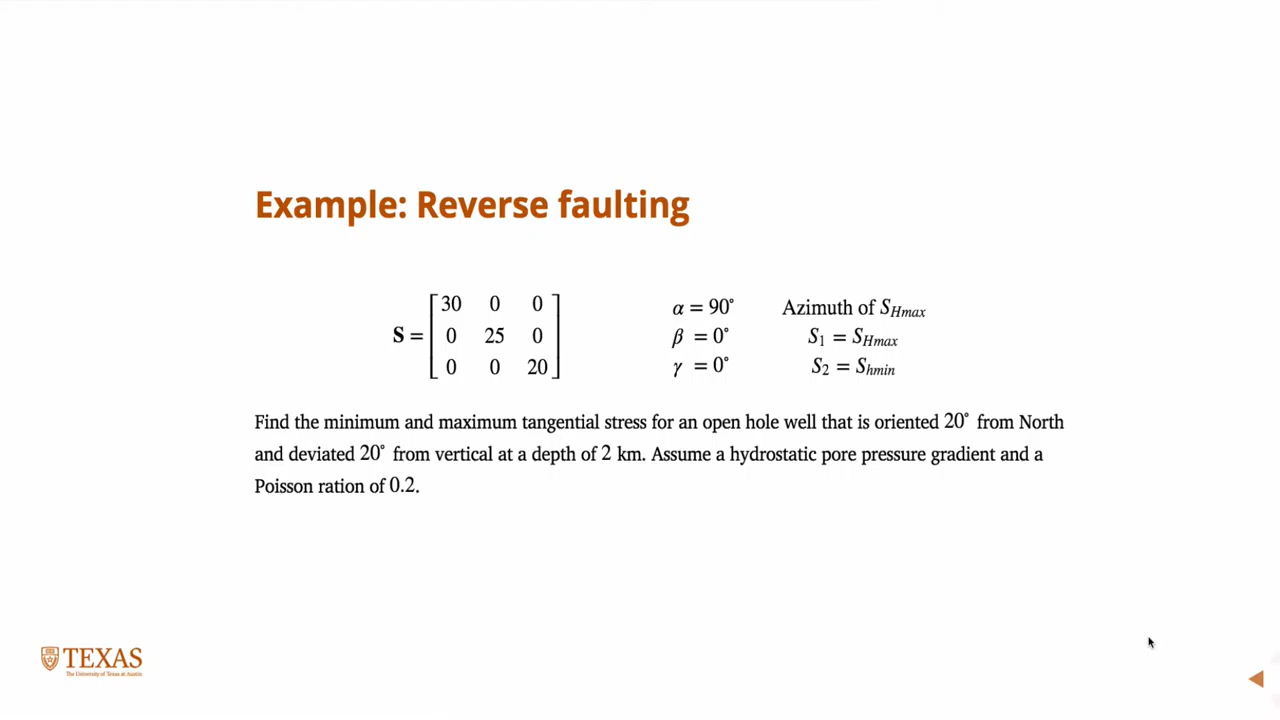 Example: Reverse faulting
S = [30 0 0
0 25 0
0 0 20]
α = 90° Azimuth of S_Hmax
β = 0° S_1 = S_Hmax
γ = 0° S_2 = S_hmin
Find the minimum and maximum tangential stress for an open hole well that is oriented 20° from North
and deviated 20° from vertical at a depth of 2 km. Assume a hydrostatic pore pressure gradient and a
Poisson ration of 0.2.
TEXAS
The University of Texas at Austin